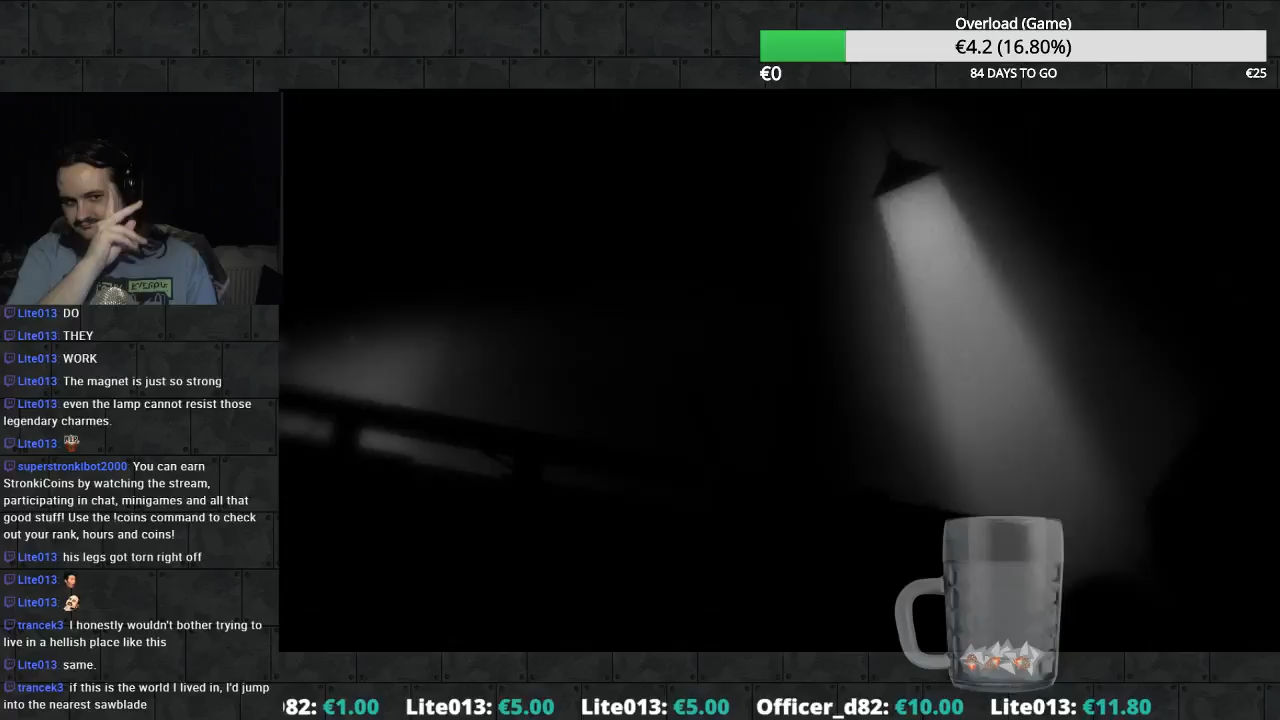 Overload (Game)
€4.2 (16.80%)
€0
84 DAYS TO GO
€25
Lite013 DO
Lite013 THEY
Lite013 WORK
Lite013 The magnet is just so strong
Lite013 even the lamp cannot resist those
legendary charmes.
Lite013
superstronkibot2000 You can earn
StronkiCoins by watching the stream,
participating in chat, minigames and all that
good stuff! Use the !coins command to check
out your rank, hours and coins!
Lite013 his legs got torn right off
Lite013
Lite013
trancek3 I honestly wouldn't bother trying to
live in a hellish place like this
Lite013 same.
trancek3 if this is the world I lived in, I'd jump
into the nearest sawblade
82: €1.00 Lite013: €5.00 Lite013: €5.00 Officer_d82: €10.00 Lite013: €11.80